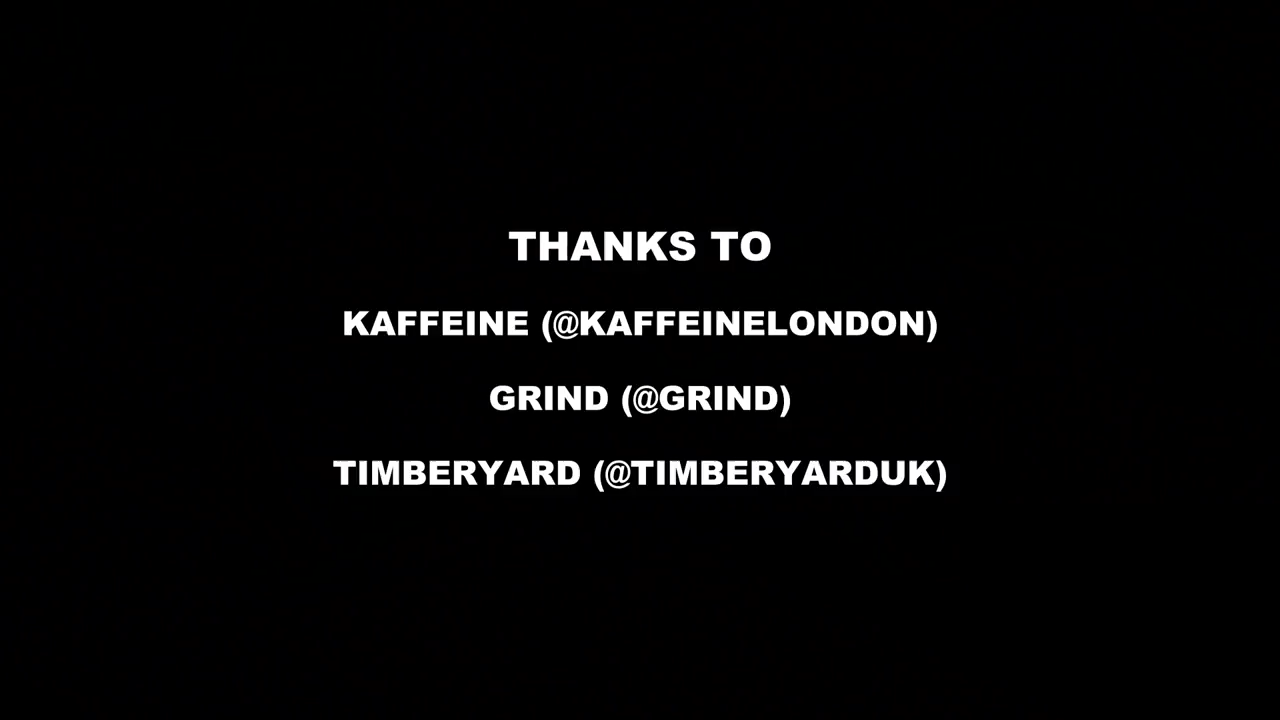 THANKS TO
KAFFEINE (@KAFFEINELONDON)
GRIND (@GRIND)
TIMBERYARD (@TIMBERYARDUK)